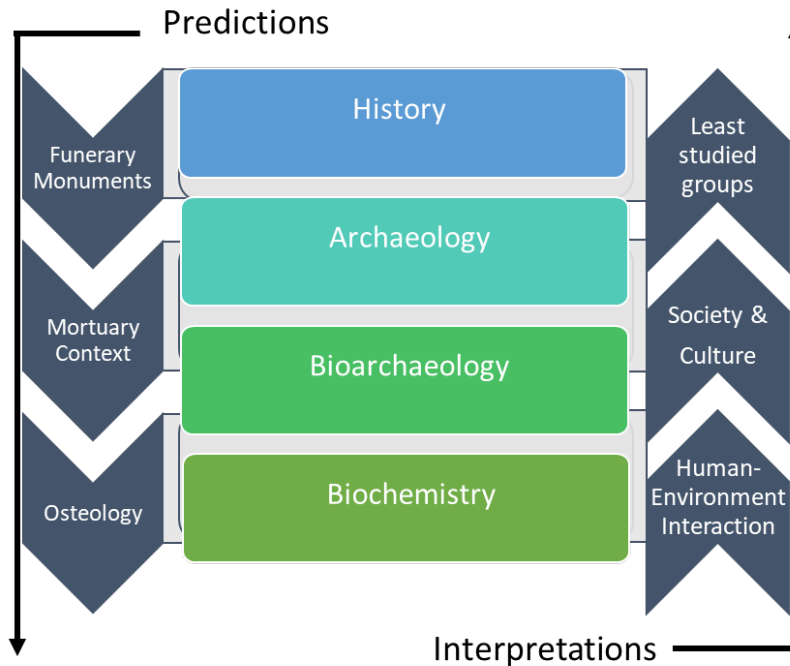 Predictions
History
Funerary
Monuments
Least
studied
groups
Archaeology
Mortuary
Context
Society &
Culture
Bioarchaeology
Osteology
Biochemistry
Human-
Environment
Interaction
Interpretations